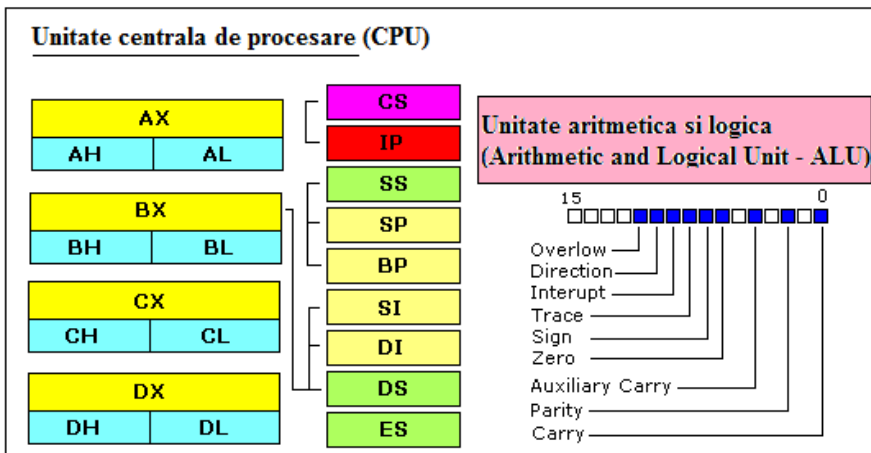 Unitate centrala de procesare (CPU)
AX
AH AL
BX
BH BL
CX
CH CL
DX
DH DL
CS
IP
SS
SP
BP
SI
DI
DS
ES
Unitate aritmetica si logica
(Arithmetic and Logical Unit - ALU)
15 0
Overlow
Direction
Interupt
Trace
Sign
Zero
Auxiliary Carry
Parity
Carry